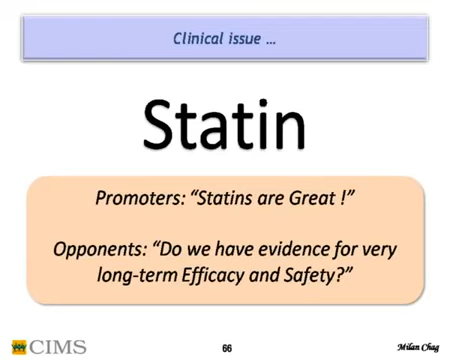 Clinical issue ...
Statin
Promoters: “Statins are Great !”
Opponents: “Do we have evidence for very
long-term Efficacy and Safety?”
CIMS
66
Milan Chag